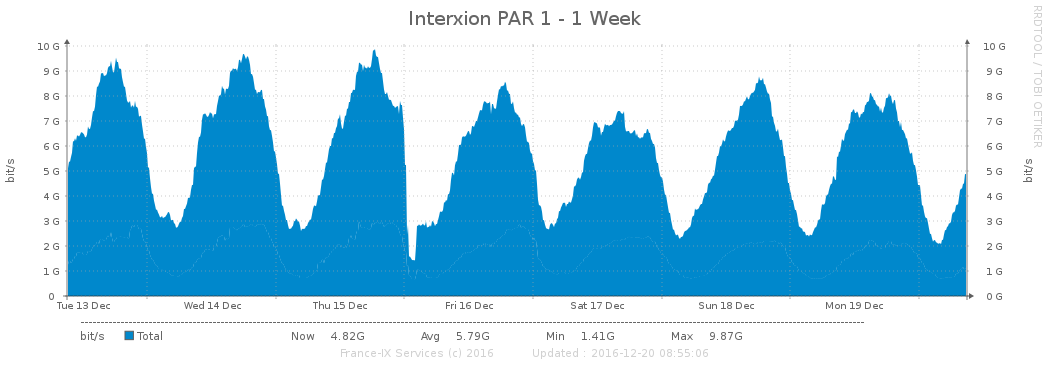 Interxion PAR 1 - 1 Week
RRDTOOL / TOBI OETIKER
10 G 10 G
9 G 9 G
8 G 8 G
7 G 7 G
6 G 6 G
5 G 5 G
4 G 4 G
3 G 3 G
2 G 2 G
1 G 1 G
0 0 G
bit/s bit/s
Tue 13 Dec Wed 14 Dec Thu 15 Dec Fri 16 Dec Sat 17 Dec Sun 18 Dec Mon 19 Dec
bit/s Total Now 4.82G Avg 5.79G Min 1.41G Max 9.87G
France-IX Services (c) 2016 Updated : 2016-12-20 08:55:06